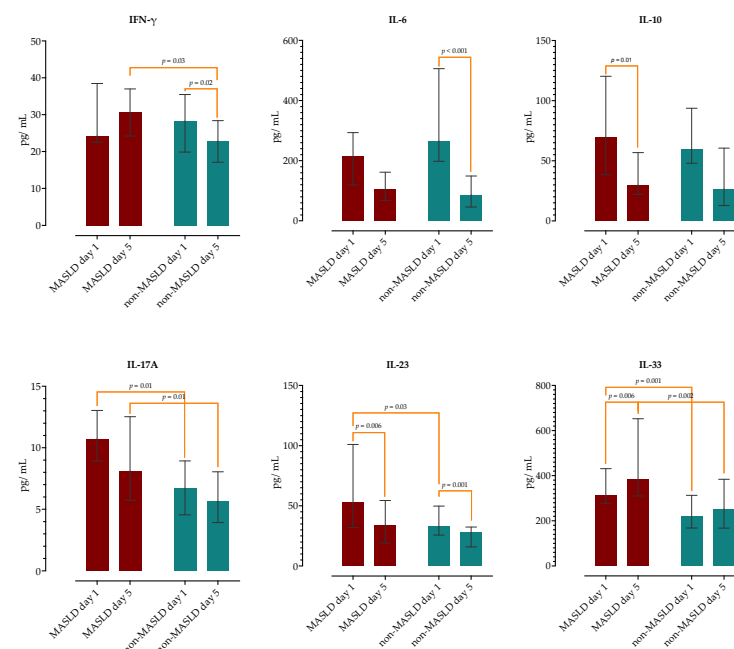 IFN-γ
50
40
30
20
10
0
pg/ mL
p = 0.03
p = 0.02
MASLD day 1
MASLD day 5
non-MASLD day 1
non-MASLD day 5
IL-6
600
400
200
0
pg/ mL
p < 0.001
MASLD day 1
MASLD day 5
non-MASLD day 1
non-MASLD day 5
IL-10
150
100
50
0
pg/ mL
p = 0.01
MASLD day 1
MASLD day 5
non-MASLD day 1
non-MASLD day 5
IL-17A
15
10
5
0
pg/ mL
p = 0.01
p = 0.01
MASLD day 1
MASLD day 5
non-MASLD day 1
non-MASLD day 5
IL-23
150
100
50
0
pg/ mL
p = 0.03
p = 0.006
p = 0.001
MASLD day 1
MASLD day 5
non-MASLD day 1
non-MASLD day 5
IL-33
800
600
400
200
0
pg/ mL
p = 0.001
p = 0.006
p = 0.002
MASLD day 1
MASLD day 5
non-MASLD day 1
non-MASLD day 5